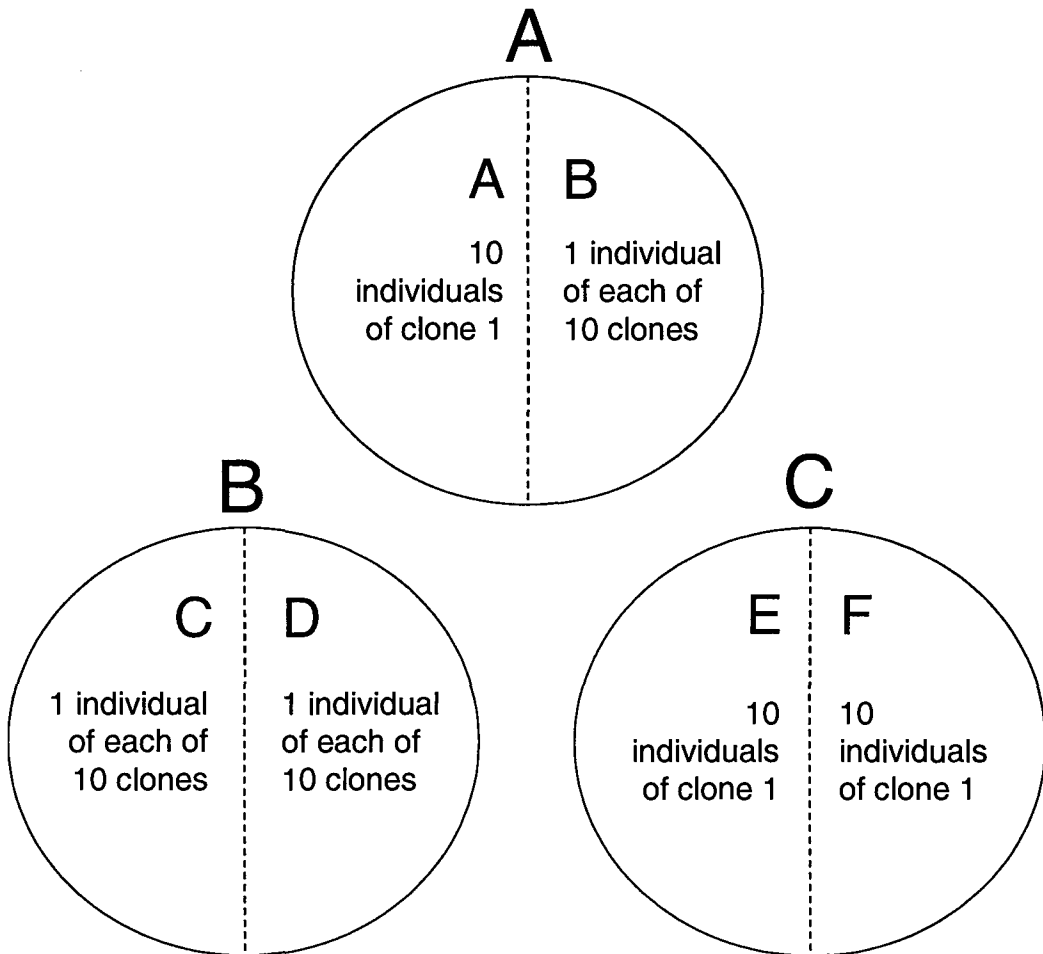 A
A
10
individuals
of clone 1
B
1 individual
of each of
10 clones
B
C
1 individual
of each of
10 clones
D
1 individual
of each of
10 clones
C
E
10
individuals
of clone 1
F
10
individuals
of clone 1